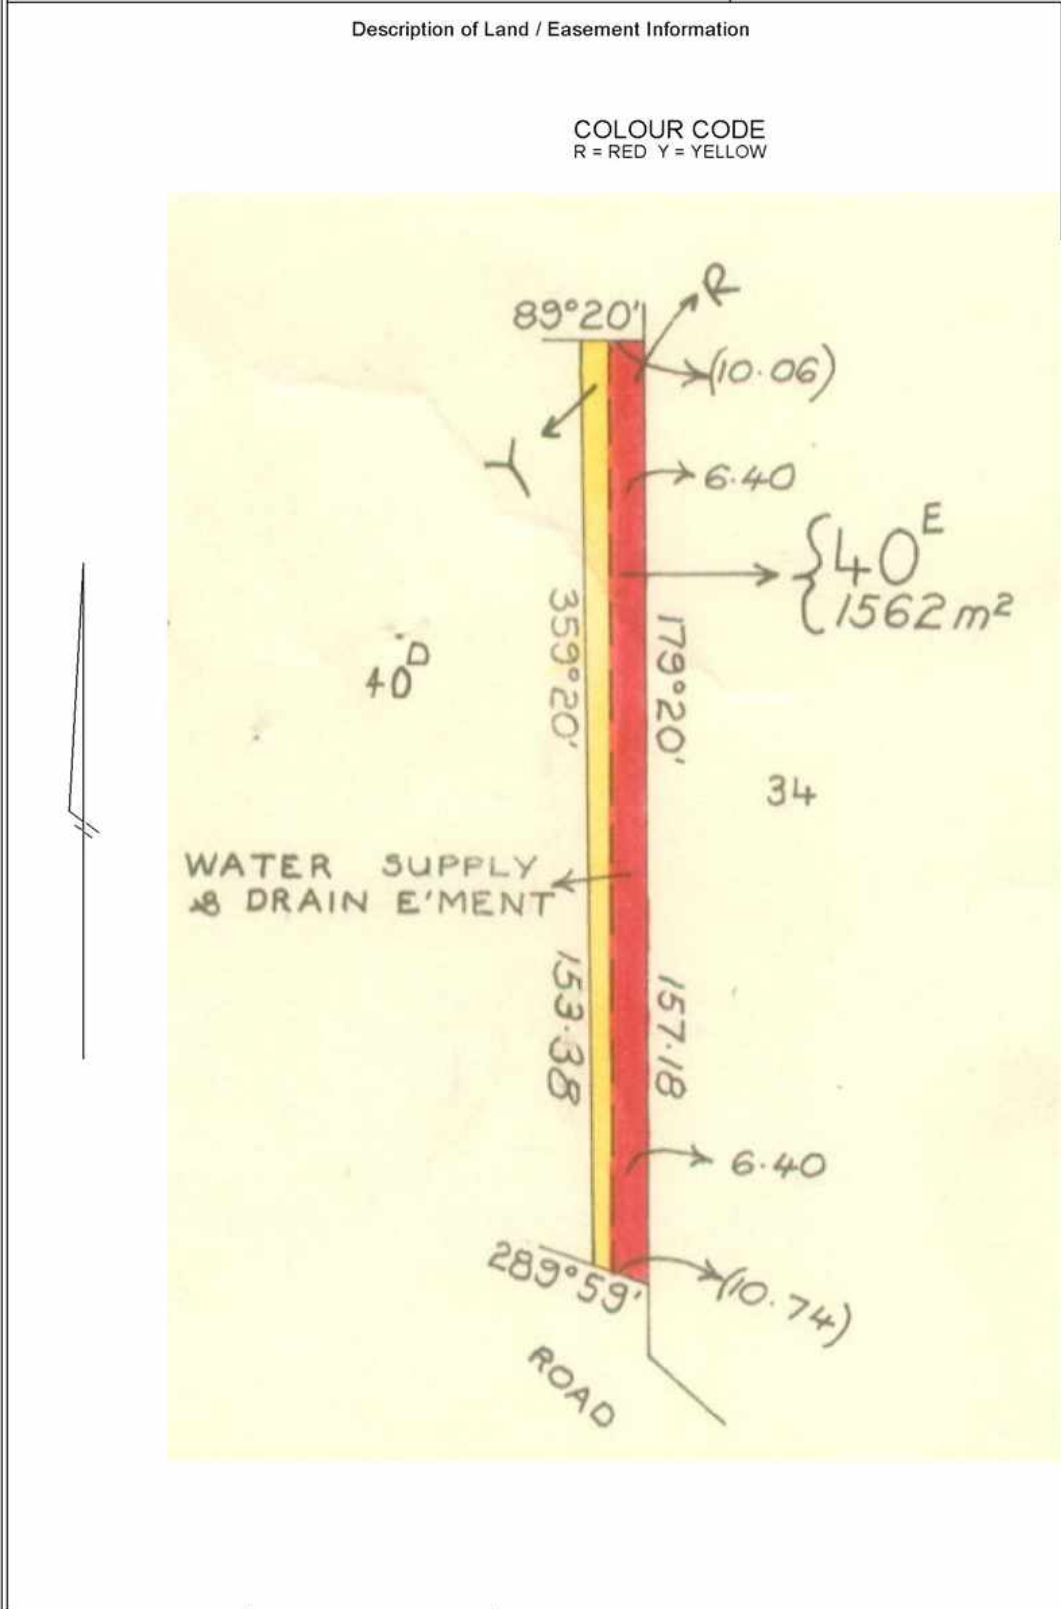 Description of Land / Easement Information
COLOUR CODE
R = RED Y = YELLOW
R
89°20'
(10.06)
Y
6.40
40E
1562m²
359°20'
179°20'
40D
34
WATER SUPPLY
& DRAIN E'MENT
153.38
157.18
6.40
289°59'
(10.74)
ROAD